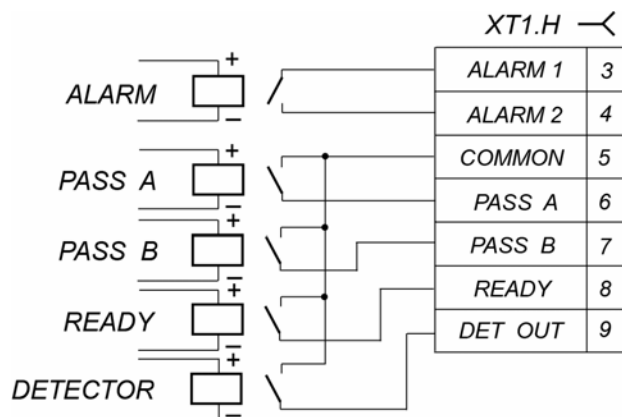 XT1.H
ALARM 1 3
ALARM 2 4
COMMON 5
PASS A 6
PASS B 7
READY 8
DET OUT 9
+
ALARM
−
+
PASS A
−
+
PASS B
−
+
READY
−
+
DETECTOR
−